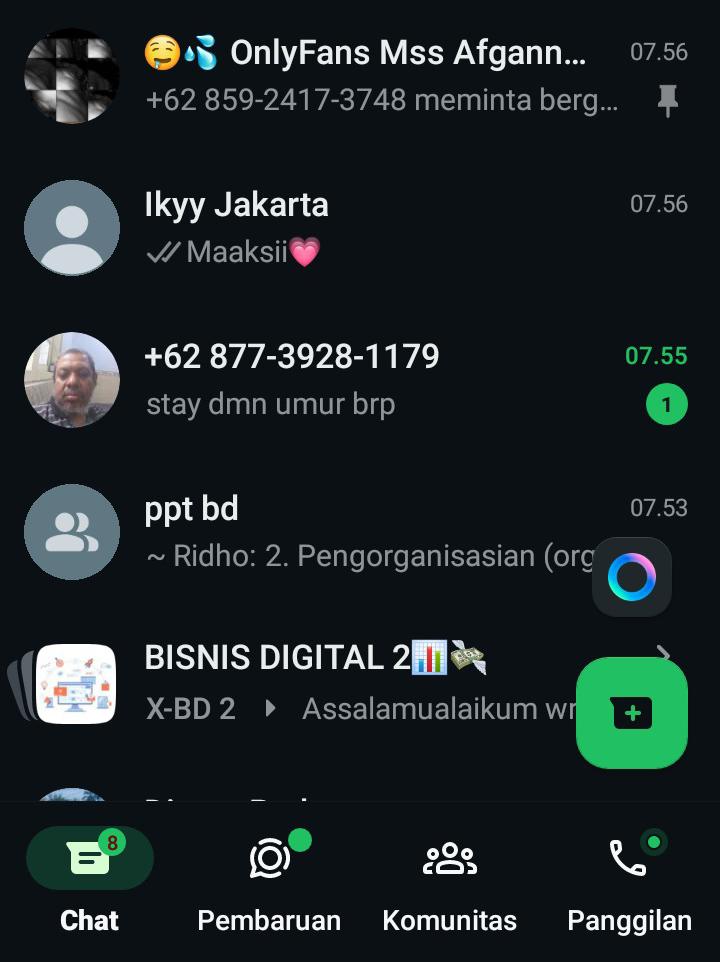 🤤💦 OnlyFans Mss Afgann... 07.56
+62 859-2417-3748 meminta berg...
Ikyy Jakarta 07.56
Maaksii💗
+62 877-3928-1179 07.55
stay dmn umur brp 1
ppt bd 07.53
~ Ridho: 2. Pengorganisasian (org
BISNIS DIGITAL 2📊💸
X-BD 2 Assalamualaikum wr
8
Chat Pembaruan Komunitas Panggilan